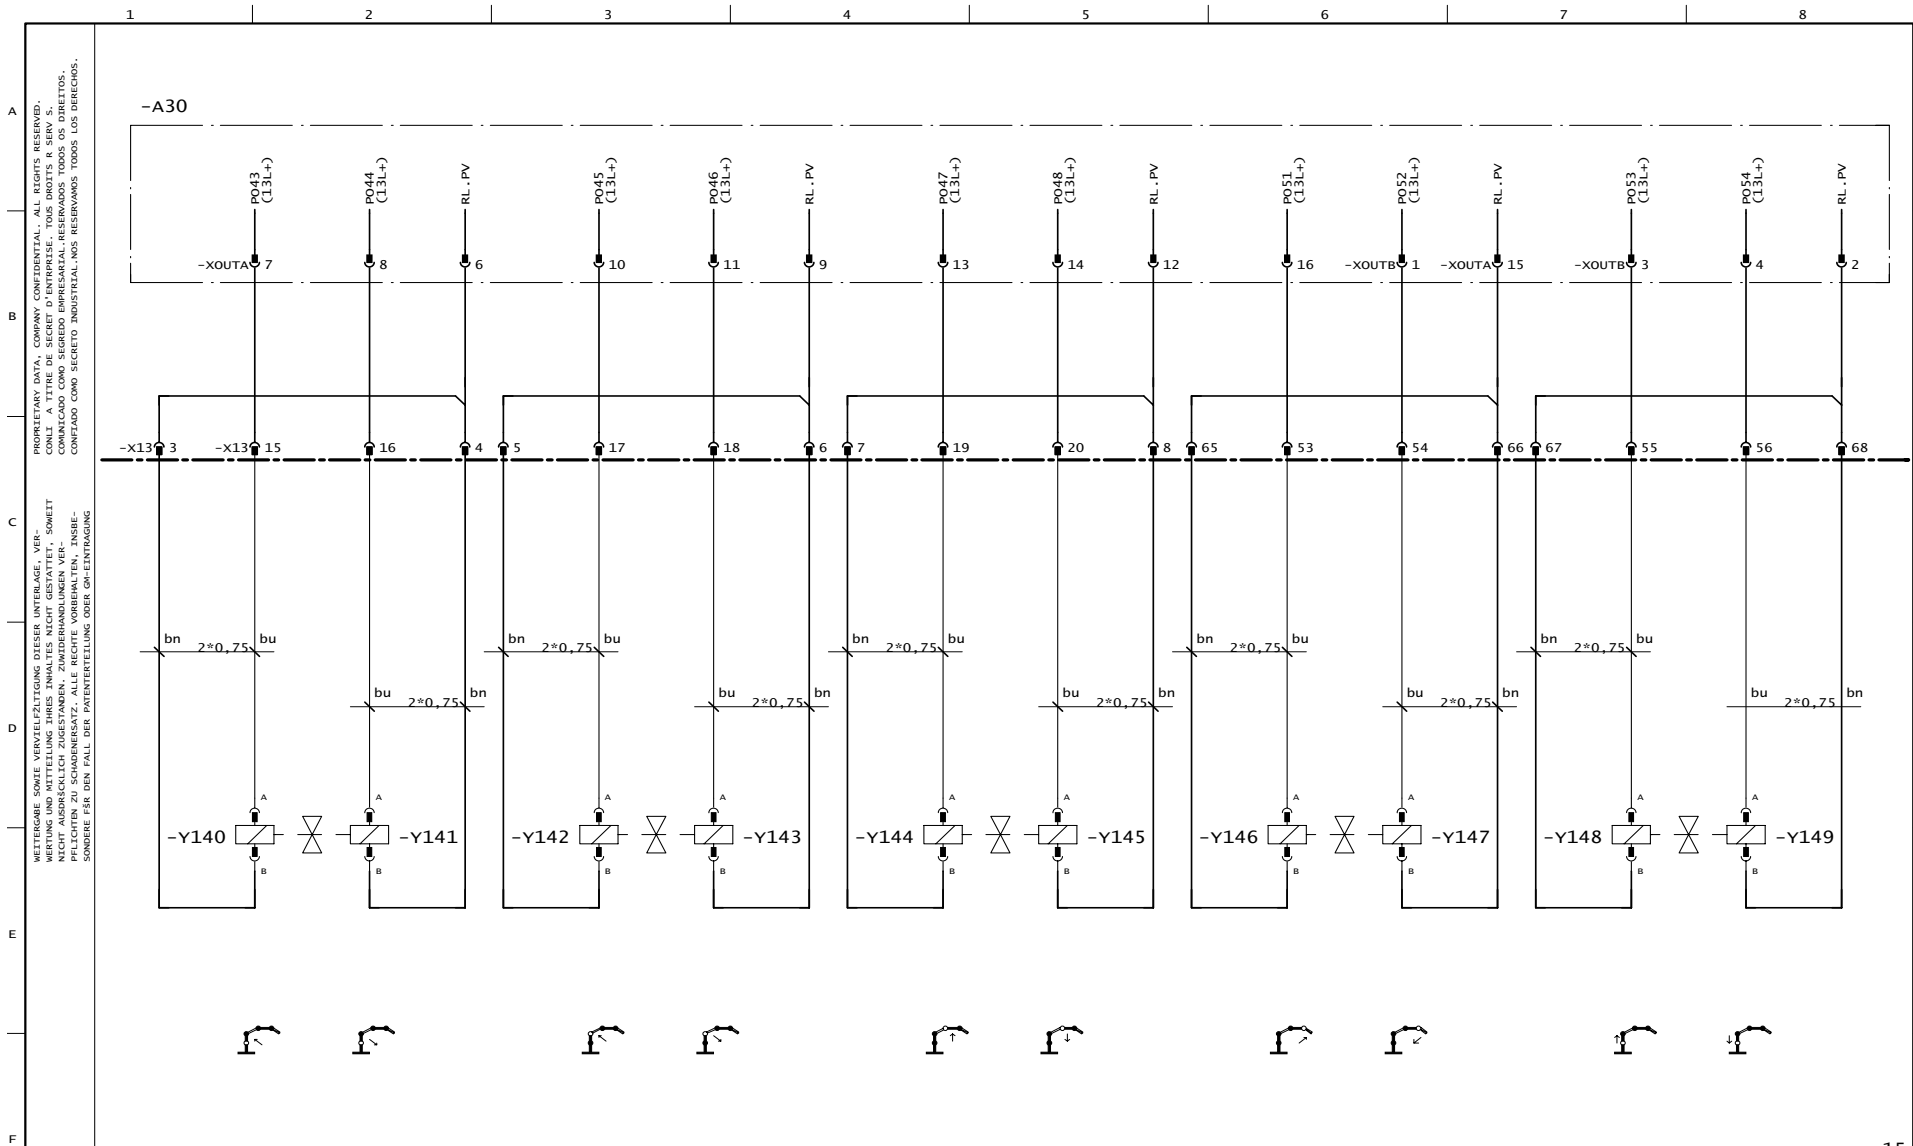 1 2 3 4 5 6 7 8
A
B
C
D
E
F
PROPRIETARY DATA, COMPANY CONFIDENTIAL. ALL RIGHTS RESERVED.
CONLI A TITRE DE SECRET D'ENTRPRISE. TOUS DROITS R SERV S.
COMUNICADO COMO SEGREDO EMPRESARIAL.RESERVADOS TODOS OS DIREITOS.
CONFIADO COMO SECRETO INDUSTRIAL.NOS RESERVAMOS TODOS LOS DERECHOS.
WEITERGABE SOWIE VERVIELFŽLTIGUNG DIESER UNTERLAGE, VER-
WERTUNG UND MITTEILUNG IHRES INHALTES NICHT GESTATTET, SOWEIT
NICHT AUSDRŠCKLICH ZUGESTANDEN. ZUWIDERHANDLUNGEN VER-
PFLICHTEN ZU SCHADENERSATZ. ALLE RECHTE VORBEHALTEN, INSBE-
SONDERE FŠR DEN FALL DER PATENTERTEILUNG ODER GM-EINTRAGUNG
-A30
PO43 (13L+) PO44 (13L+) RL.PV PO45 (13L+) PO46 (13L+) RL.PV PO47 (13L+) PO48 (13L+) RL.PV PO51 (13L+) PO52 (13L+) RL.PV PO53 (13L+) PO54 (13L+) RL.PV
-XOUTA 7 8 6 10 11 9 13 14 12 16 -XOUTB 1 -XOUTA 15 -XOUTB 3 4 2
-X13 3 -X13 15 16 4 5 17 18 6 7 19 20 8 65 53 54 66 67 55 56 68
bn 2*0,75 bu bn 2*0,75 bu bn 2*0,75 bu bn 2*0,75 bu bn 2*0,75 bu
bu 2*0,75 bn bu 2*0,75 bn bu 2*0,75 bn bu 2*0,75 bn bu 2*0,75 bn
A A A A A A A A A A
-Y140 -Y141 -Y142 -Y143 -Y144 -Y145 -Y146 -Y147 -Y148 -Y149
B B B B B B B B B B